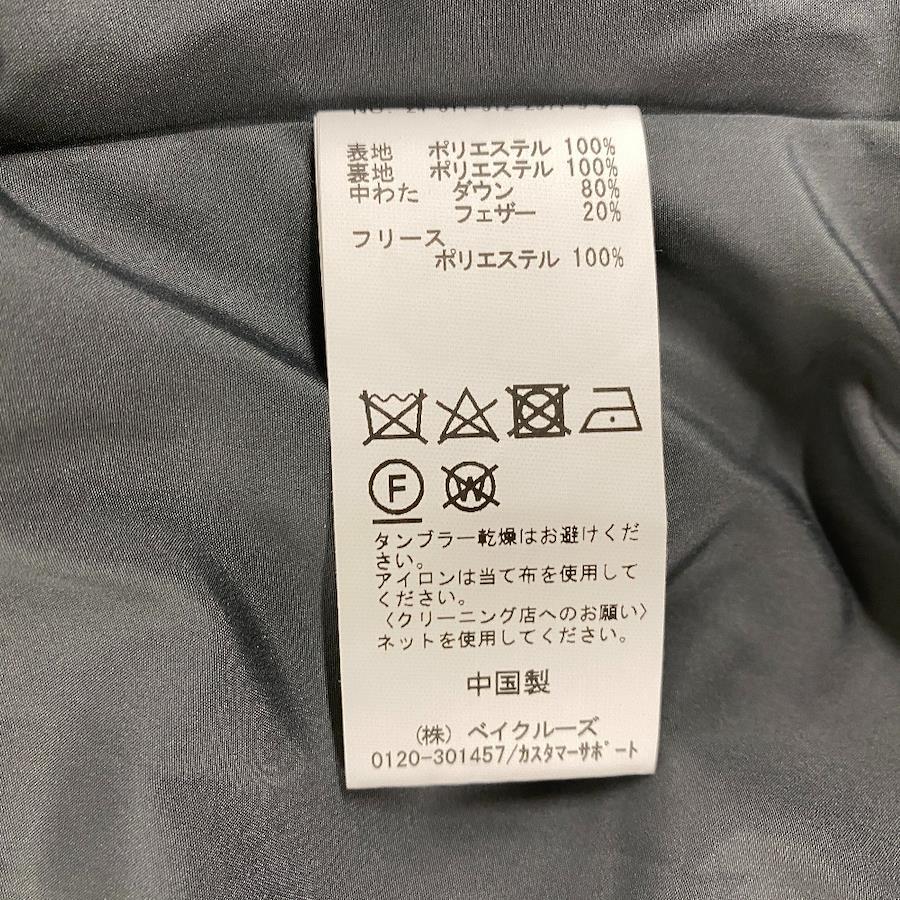 表地 ポリエステル 100%
裏地 ポリエステル 100%
中わた ダウン 80%
フェザー 20%
フリース
ポリエステル 100%
F
W
タンブラー乾燥はお避けくだ
さい。
アイロンは当て布を使用して
ください。
〈クリーニング店へのお願い〉
ネットを使用してください。
中国製
(株) ベイクルーズ
0120-301457/ｶｽﾀﾏｰｻﾎﾟｰﾄ